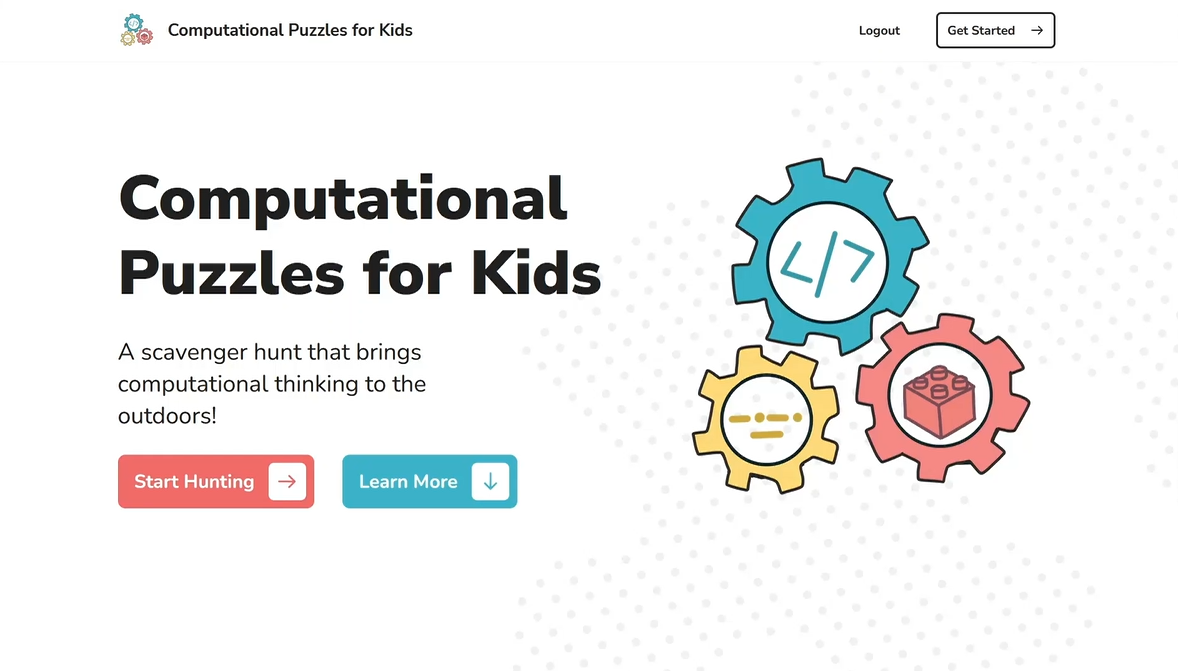 Computational Puzzles for Kids
Logout
Get Started
Computational
Puzzles for Kids
A scavenger hunt that brings
computational thinking to the
outdoors!
Start Hunting
Learn More